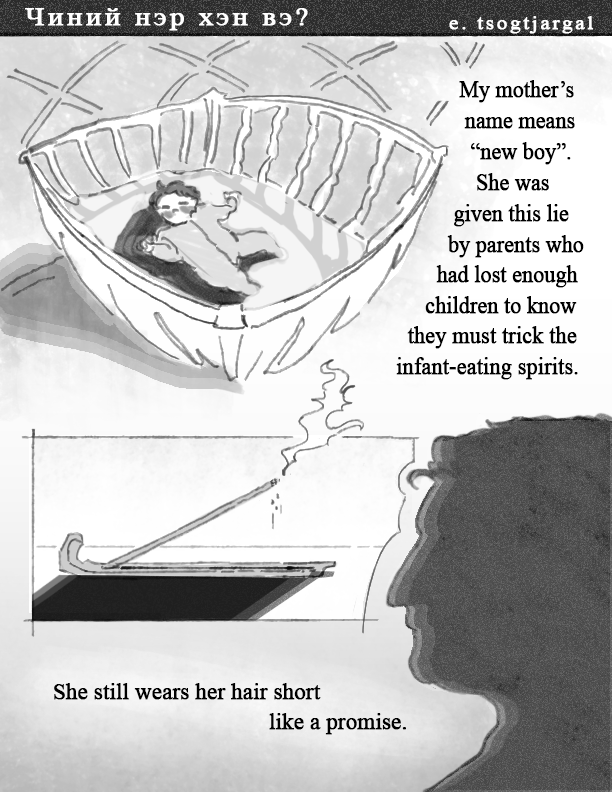 Чиний нэр хэн вэ?
e. tsogtjargal
My mother’s
name means
“new boy”.
She was
given this lie
by parents who
had lost enough
children to know
they must trick the
infant-eating spirits.
She still wears her hair short
like a promise.